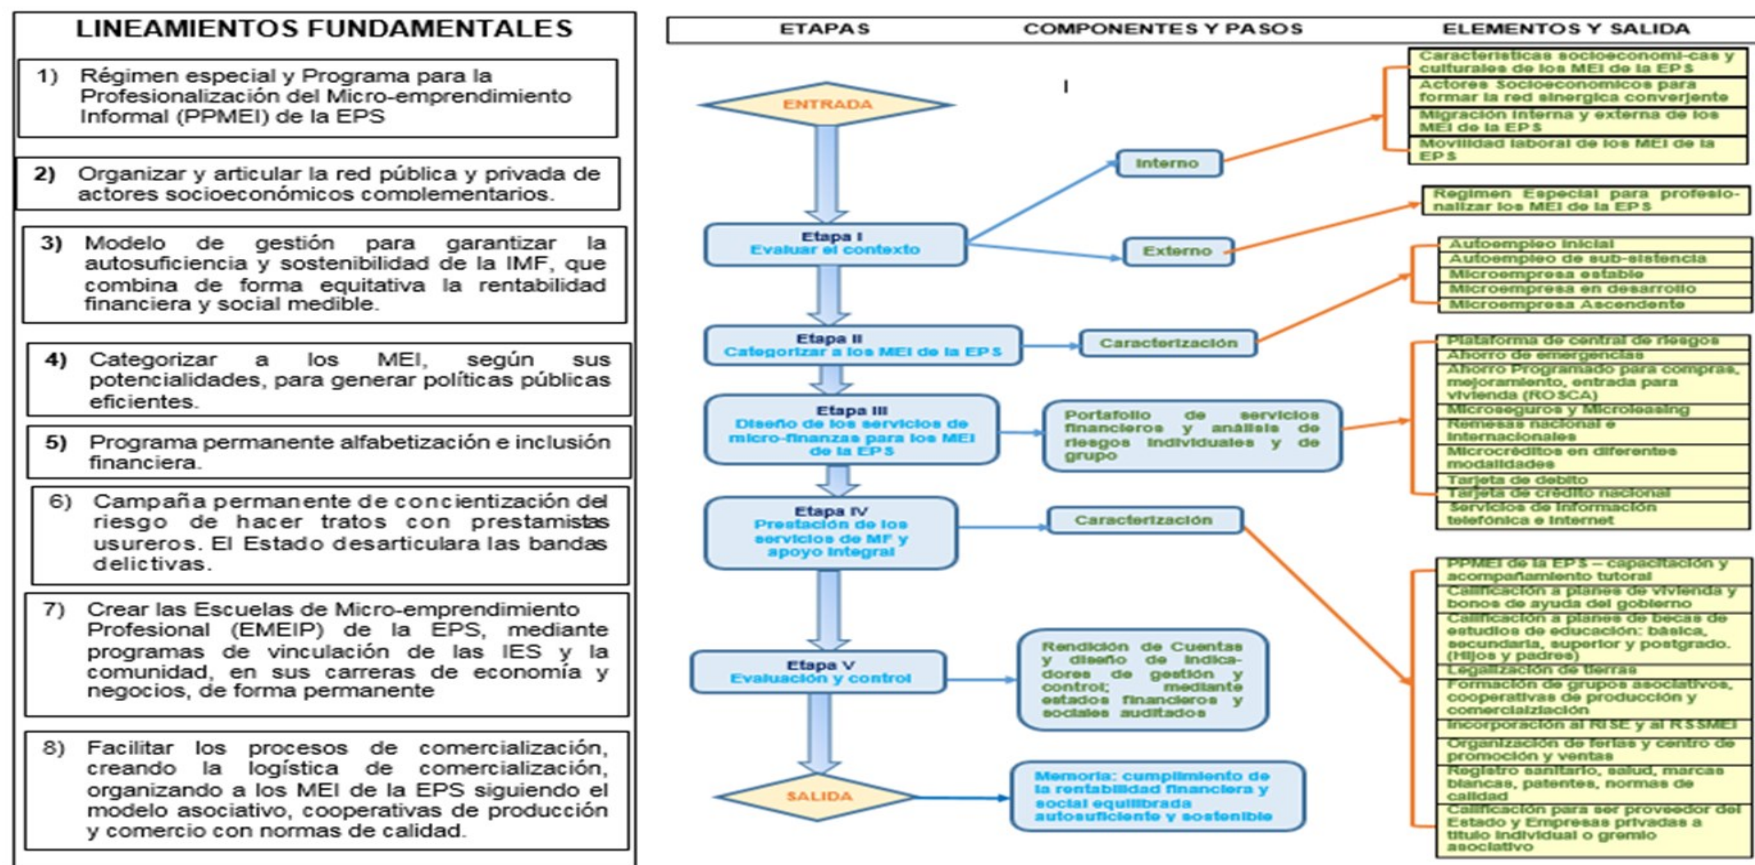 LINEAMIENTOS FUNDAMENTALES
1) Régimen especial y Programa para la
Profesionalización del Micro-emprendimiento
Informal (PPMEI) de la EPS
2) Organizar y articular la red pública y privada de
actores socioeconómicos complementarios.
3) Modelo de gestión para garantizar la
autosuficiencia y sostenibilidad de la IMF, que
combina de forma equitativa la rentabilidad
financiera y social medible.
4) Categorizar a los MEI, según sus
potencialidades, para generar políticas públicas
eficientes.
5) Programa permanente alfabetización e inclusión
financiera.
6) Campaña permanente de concientización del
riesgo de hacer tratos con prestamistas
usureros. El Estado desarticulara las bandas
delictivas.
7) Crear las Escuelas de Micro-emprendimiento
Profesional (EMEIP) de la EPS, mediante
programas de vinculación de las IES y la
comunidad, en sus carreras de economía y
negocios, de forma permanente
8) Facilitar los procesos de comercialización,
creando la logística de comercialización,
organizando a los MEI de la EPS siguiendo el
modelo asociativo, cooperativas de producción
y comercio con normas de calidad.
ETAPAS COMPONENTES Y PASOS ELEMENTOS Y SALIDA
ENTRADA
Etapa I
Evaluar el contexto
Interno
Externo
Características socioeconomi-cas y
culturales de los MEI de la EPS
Actores Socioeconomicos para
formar la red sinergica converjente
Migración Interna y externa de los
MEI de la EPS
Movilidad laboral de los MEI de la
EPS
Regimen Especial para profesio-
nalizar los MEI de la EPS
Etapa II
Categorizar a los MEI de la EPS
Caracterización
Autoempleo Inicial
Autoempleo de sub-sistencia
Microempresa estable
Microempresa en desarrollo
Microempresa Ascendente
Etapa III
Diseño de los servicios de
micro-finanzas para los MEI
de la EPS
Portafolio de servicios
financieros y análisis de
riesgos individuales y de
grupo
Plataforma de central de riesgos
Ahorro de emergencias
Ahorro Programado para compras,
mejoramiento, entrada para
vivienda (ROSCA)
Microseguros y Microleasing
Remesas nacional e
Internacionales
Microcréditos en diferentes
modalidades
Tarjeta de debito
Tarjeta de crédito nacional
Servicios de Información
telefónica e Internet
Etapa IV
Prestación de los
servicios de MF y
apoyo Integral
Caracterización
PPMEI de la EPS – capacitación y
acompañamiento tutoral
Calificación a planes de vivienda y
bonos de ayuda del gobierno
Calificación a planes de becas de
estudios de educación: básica,
secundaria, superior y postgrado.
(Hijos y padres)
Legalización de tierras
Formación de grupos asociativos,
cooperativas de producción y
comercialziación
Incorporación al RISE y al RSSMEI
Organización de ferias y centro de
promoción y ventas
Registro sanitario, salud, marcas
blancas, patentes, normas de
calidad
Calificación para ser proveedor del
Estado y Empresas privadas a
titulo individual o gremio
asociativo
Etapa V
Evaluación y control
Rendición de Cuentas
y diseño de indica-
dores de gestión y
control; mediante
estados financieros y
sociales auditados
SALIDA
Memoria: cumplimiento de
la rentabilidad financiera y
social equilibrada
autosuficiente y sostenible